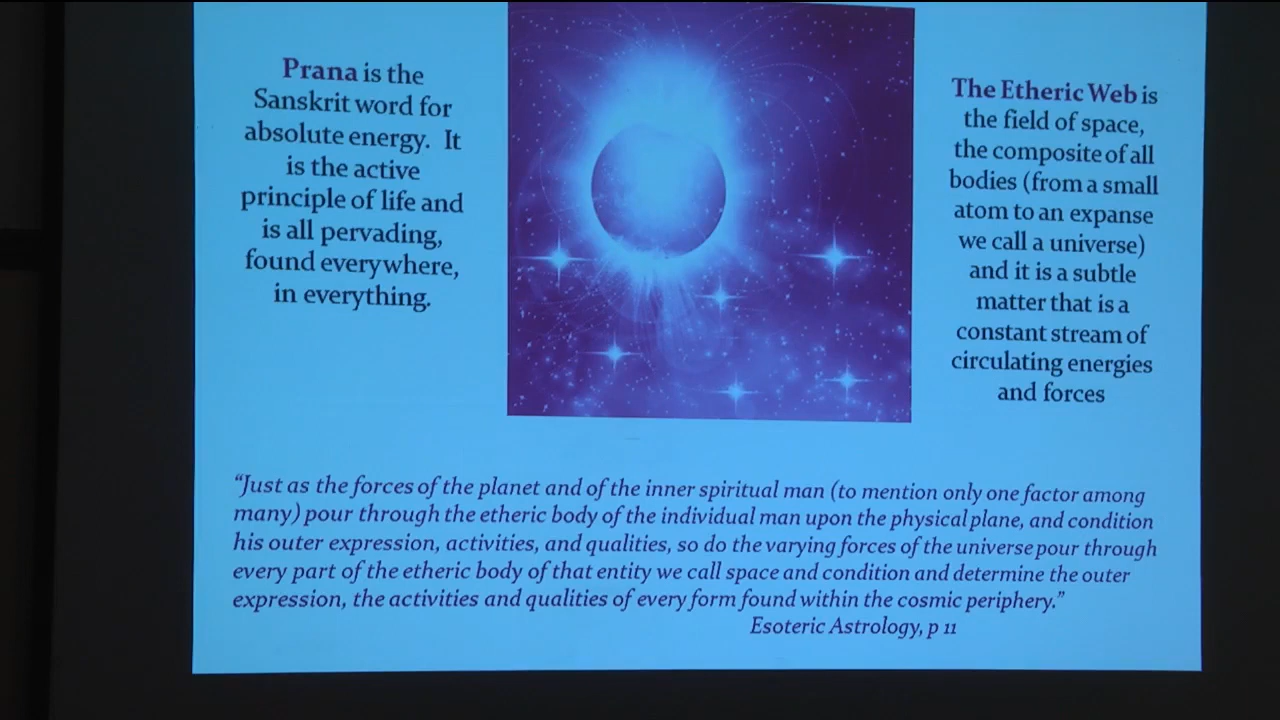 Prana is the
Sanskrit word for
absolute energy. It
is the active
principle of life and
is all pervading,
found everywhere,
in everything.
The Etheric Web is
the field of space,
the composite of all
bodies (from a small
atom to an expanse
we call a universe)
and it is a subtle
matter that is a
constant stream of
circulating energies
and forces
“Just as the forces of the planet and of the inner spiritual man (to mention only one factor among
many) pour through the etheric body of the individual man upon the physical plane, and condition
his outer expression, activities, and qualities, so do the varying forces of the universe pour through
every part of the etheric body of that entity we call space and condition and determine the outer
expression, the activities and qualities of every form found within the cosmic periphery.”
Esoteric Astrology, p 11